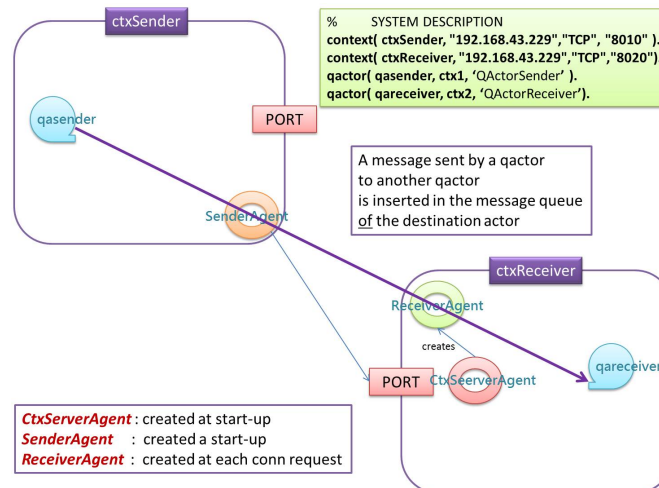 ctxSender
% SYSTEM DESCRIPTION
context( ctxSender, "192.168.43.229","TCP", "8010" ).
context( ctxReceiver, "192.168.43.229","TCP","8020").
qactor( qasender, ctx1, ‘QActorSender’ ).
qactor( qareceiver, ctx2, ‘QActorReceiver’).
qasender
PORT
A message sent by a qactor
to another qactor
is inserted in the message queue
of the destination actor
SenderAgent
ctxReceiver
ReceiverAgent
creates
qareceiver
PORT
CtxSeerverAgent
CtxServerAgent : created at start-up
SenderAgent : created a start-up
ReceiverAgent : created at each conn request